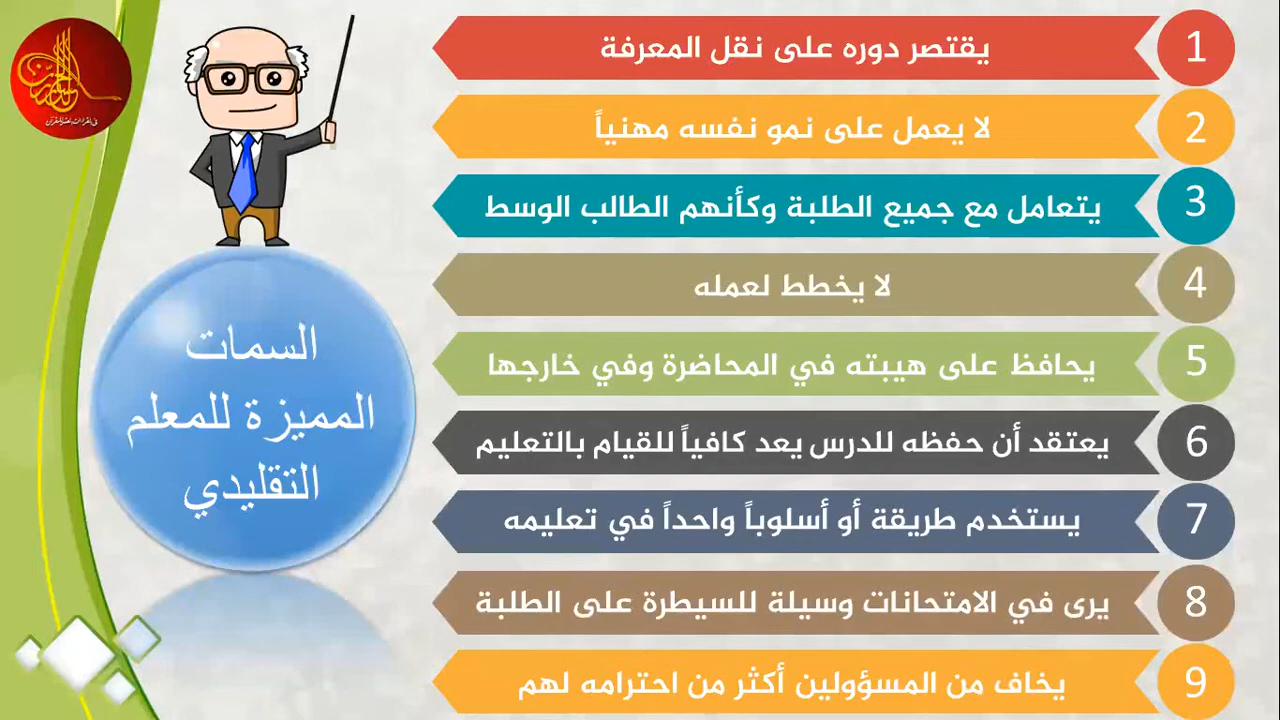 السمات
المميزة للمعلم
التقليدي
1 يقتصر دوره على نقل المعرفة
2 لا يعمل على نمو نفسه مهنياً
3 يتعامل مع جميع الطلبة وكأنهم الطالب الوسط
4 لا يخطط لعمله
5 يحافظ على هيبته في المحاضرة وفي خارجها
6 يعتقد أن حفظه للدرس يعد كافياً للقيام بالتعليم
7 يستخدم طريقة أو أسلوباً واحداً في تعليمه
8 يرى في الامتحانات وسيلة للسيطرة على الطلبة
9 يخاف من المسؤولين أكثر من احترامه لهم